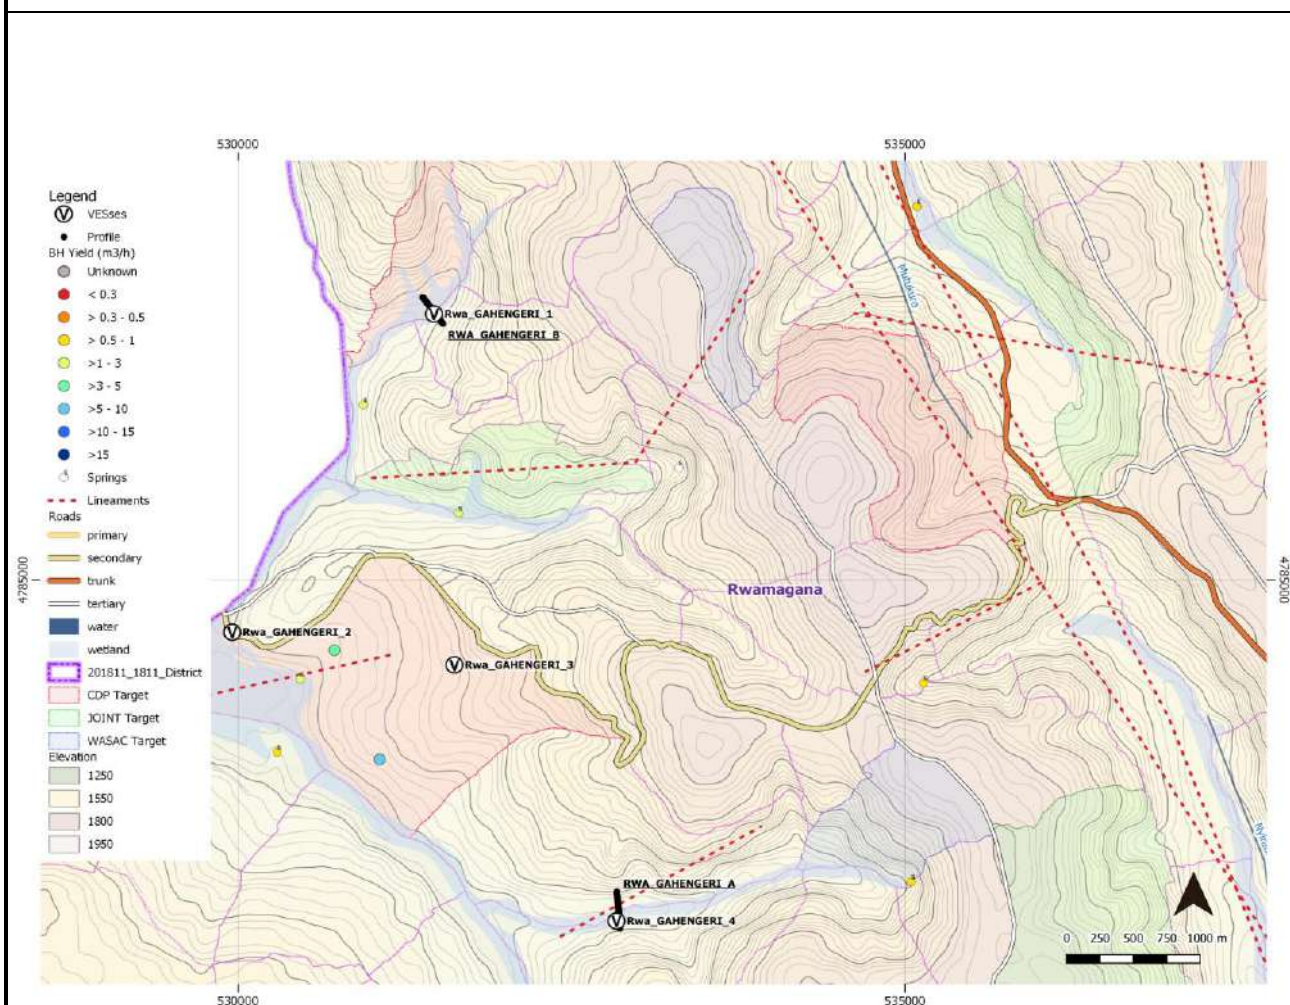 530000
535000
Legend
VESses
Profile
BH Yield (m3/h)
Unknown
< 0.3
> 0.3 - 0.5
> 0.5 - 1
>1 - 3
>3 - 5
>5 - 10
>10 - 15
>15
Springs
Lineaments
Roads
primary
secondary
trunk
tertiary
water
wetland
201811_1811_District
CDP Target
JOINT Target
WASAC Target
Elevation
1250
1550
1800
1950
Mutukuro
Rwa_GAHENGERI_1
RWA_GAHENGERI_B
4785000
4785000
Rwamagana
Rwa_GAHENGERI_2
Rwa_GAHENGERI_3
RWA_GAHENGERI_A
Rwa_GAHENGERI_4
0 250 500 750 1000 m
530000
535000